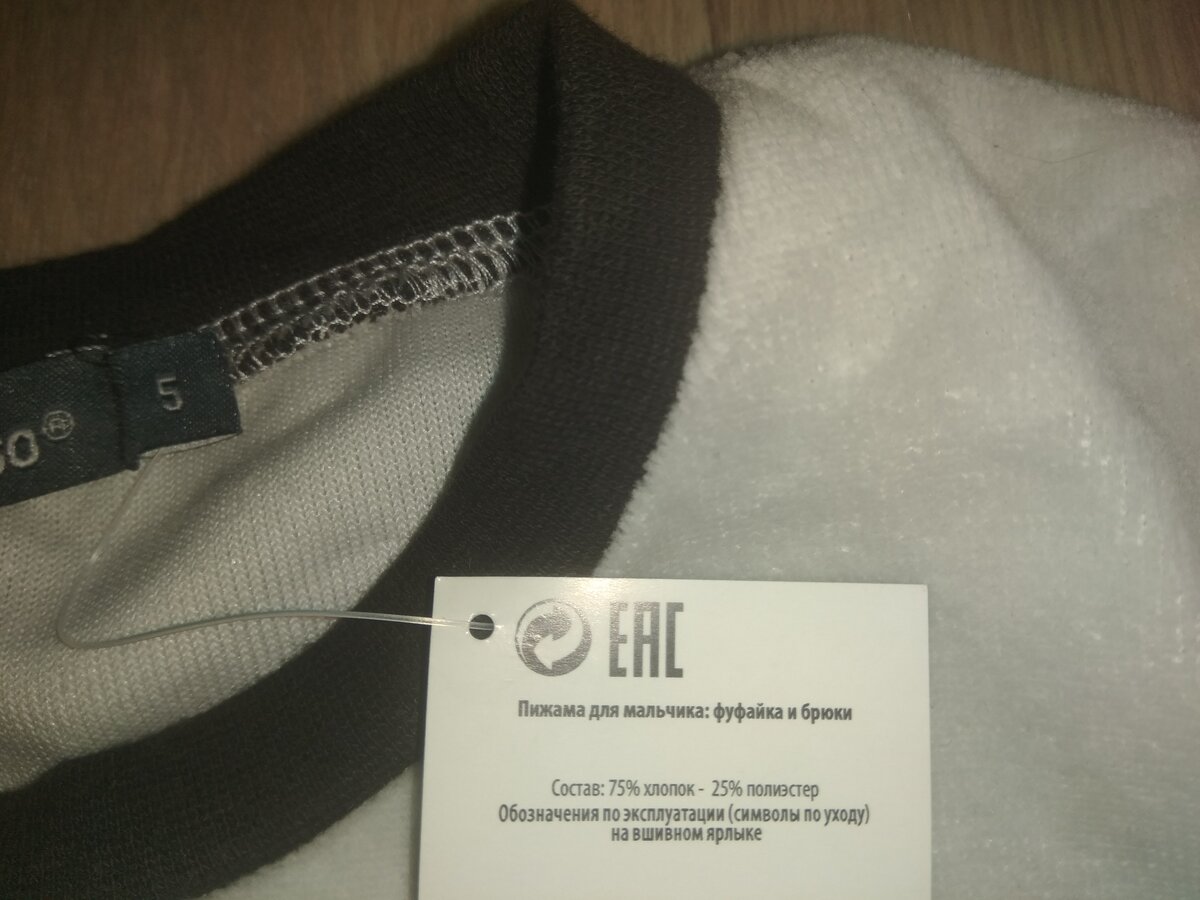 5
®
EAC
Пижама для мальчика: фуфайка и брюки
Состав: 75% хлопок - 25% полиэстер
Обозначения по эксплуатации (символы по уходу)
на вшивном ярлыке